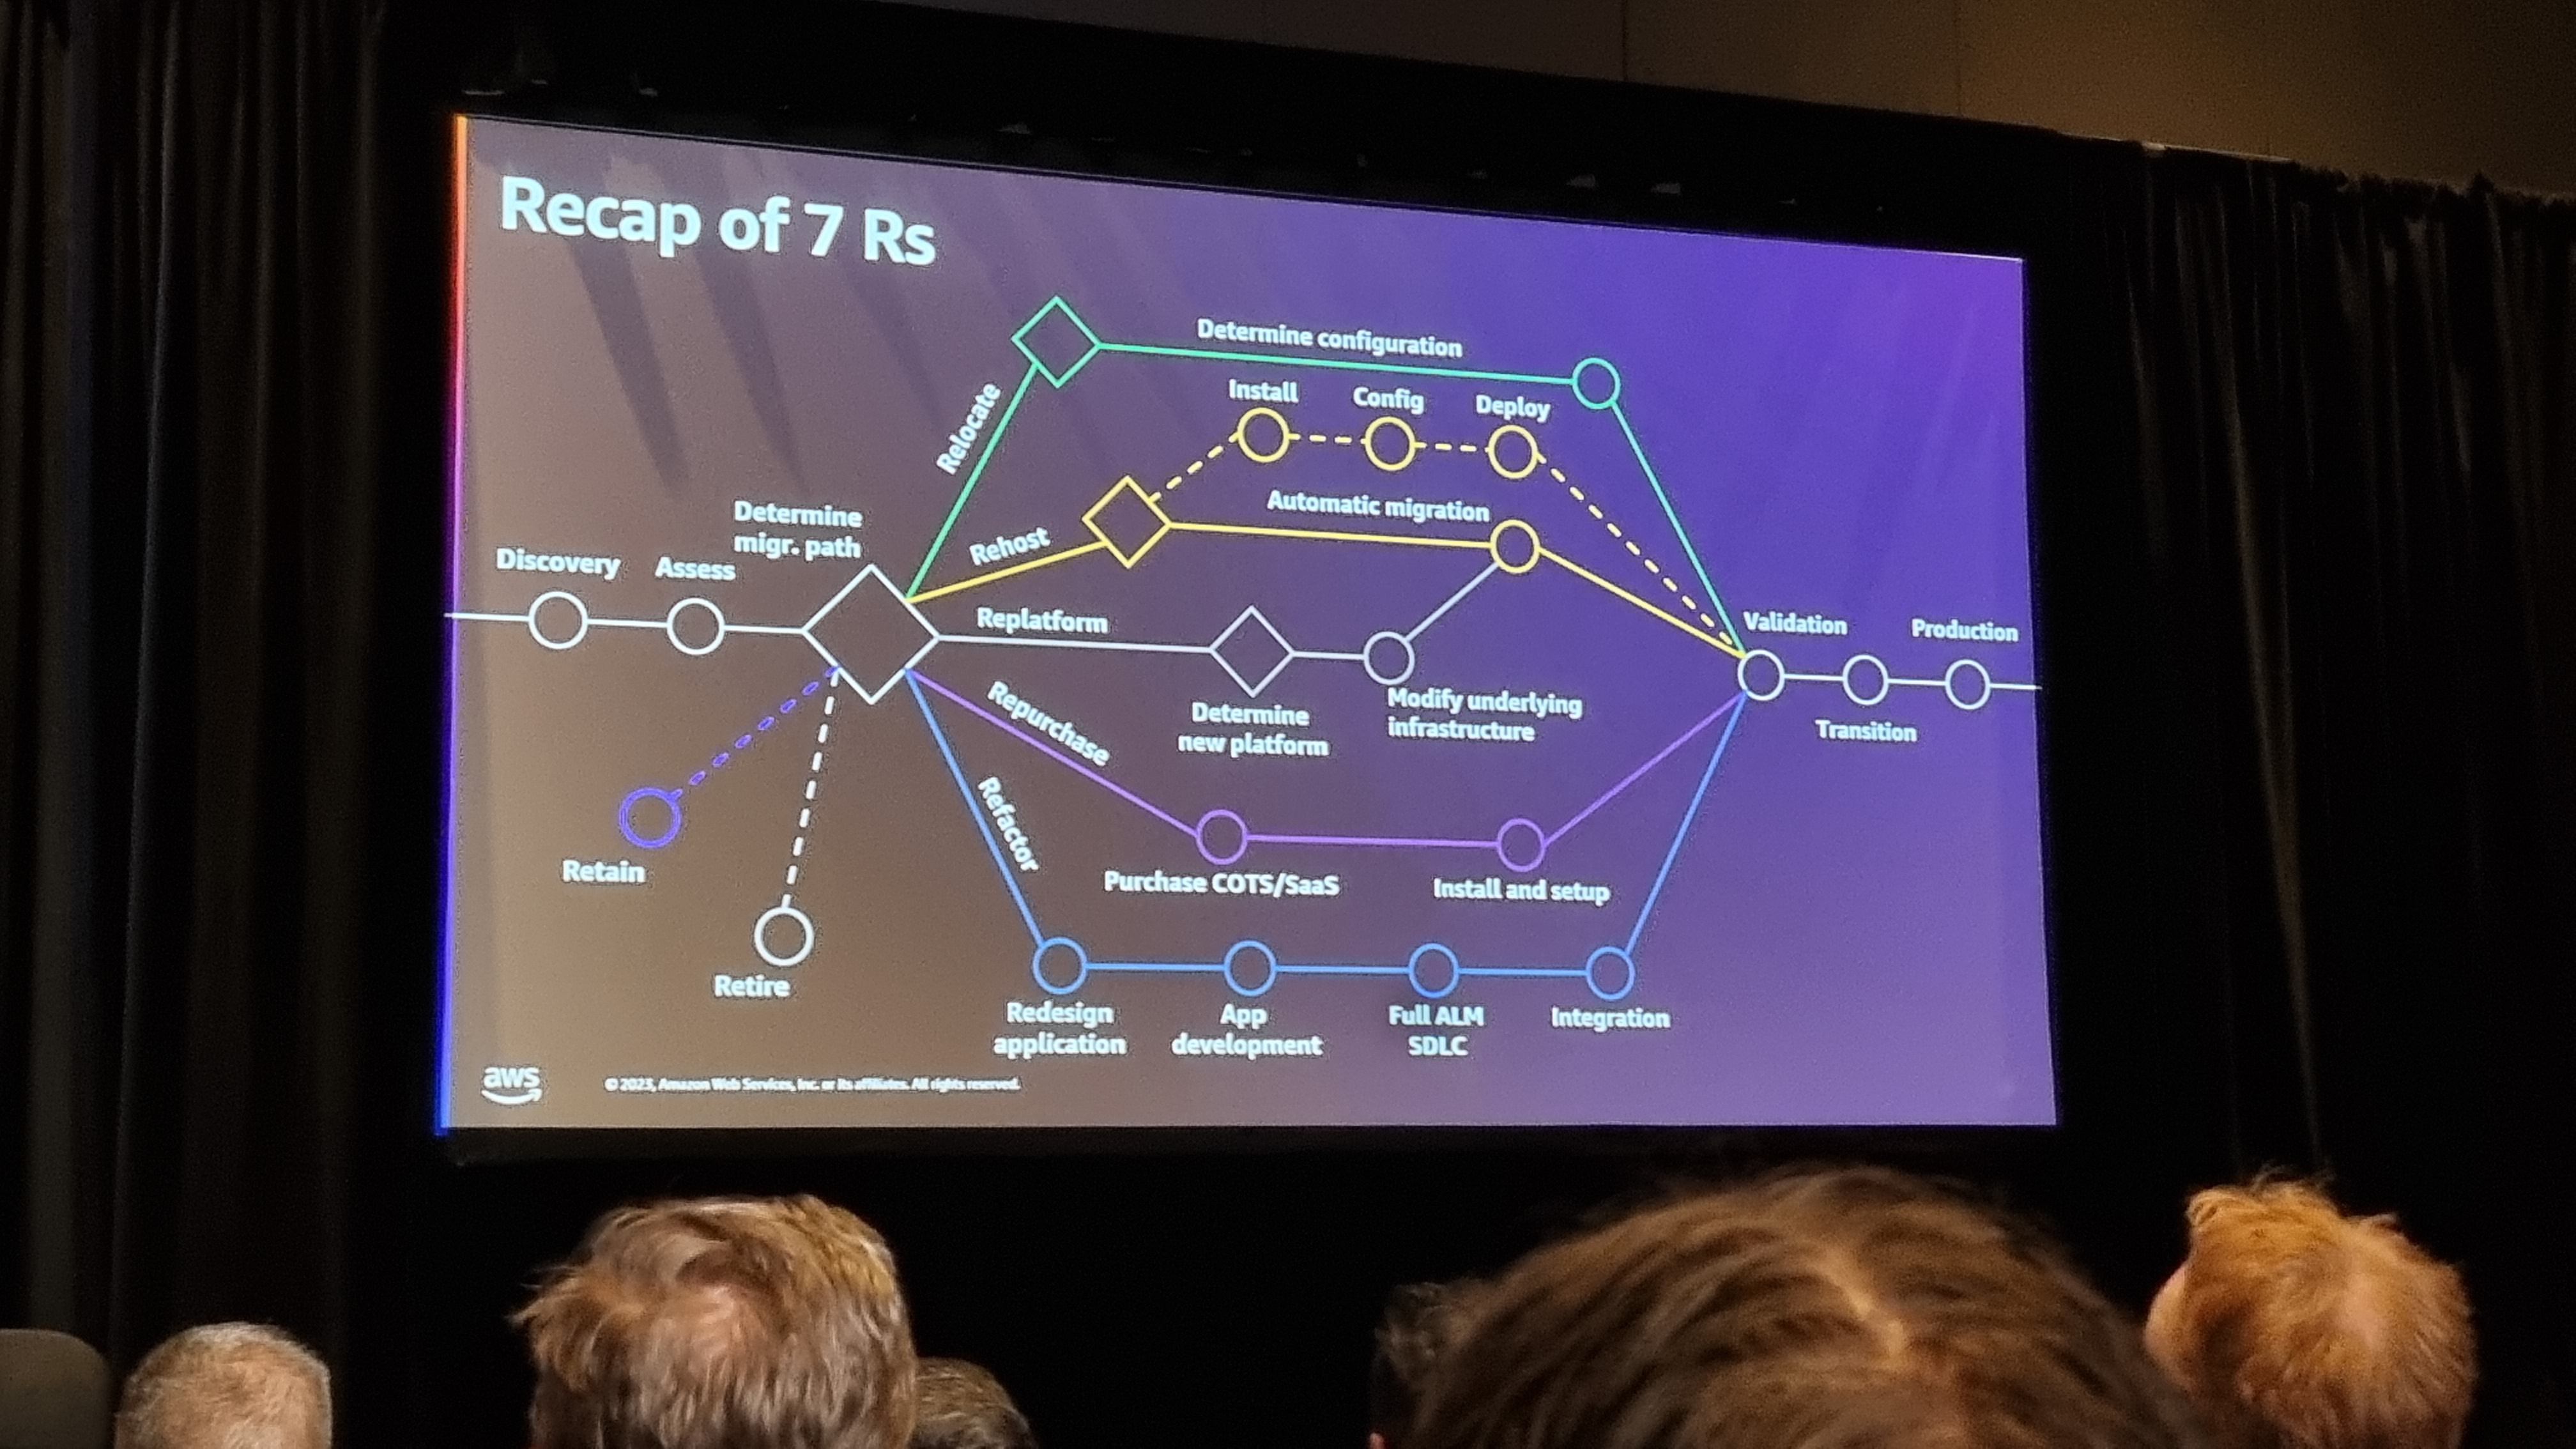 Recap of 7 Rs
Determine configuration
Install
Config
Deploy
Relocate
Automatic migration
Determine
migr. path
Rehost
Discovery
Assess
Replatform
Validation
Production
Repurchase
Determine
new platform
Modify underlying
infrastructure
Transition
Refactor
Retain
Purchase COTS/SaaS
Install and setup
Retire
Redesign
application
App
development
Full ALM
SDLC
Integration
aws
© 2023, Amazon Web Services, Inc. or its affiliates. All rights reserved.